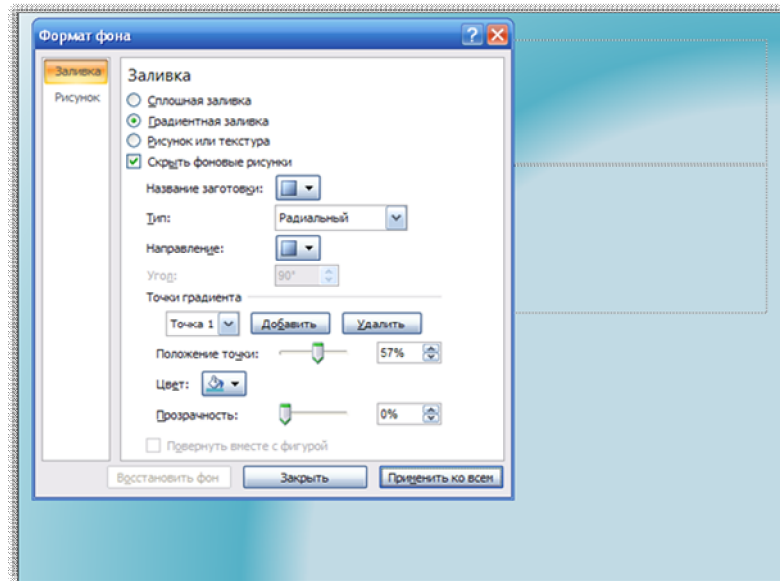 Формат фона
Заливка
Рисунок
Заливка
Сплошная заливка
Градиентная заливка
Рисунок или текстура
Скрыть фоновые рисунки
Название заготовки:
Тип: Радиальный
Направление:
Угол: 90°
Точки градиента
Точка 1 Добавить Удалить
Положение точки: 57%
Цвет:
Прозрачность: 0%
Повернуть вместе с фигурой
Восстановить фон Закрыть Применить ко всем